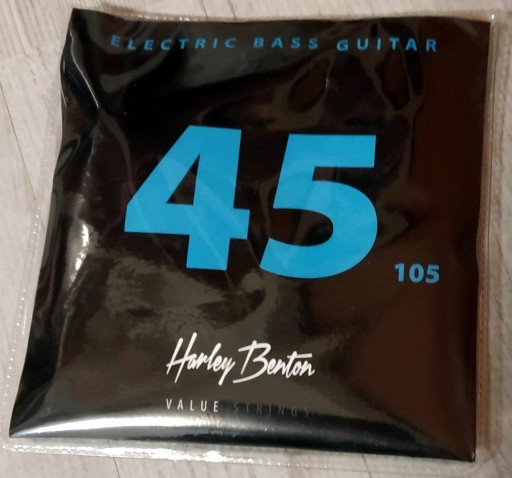 ELECTRIC BASS GUITAR
45
105
Harley Benton
VALUE STRINGS